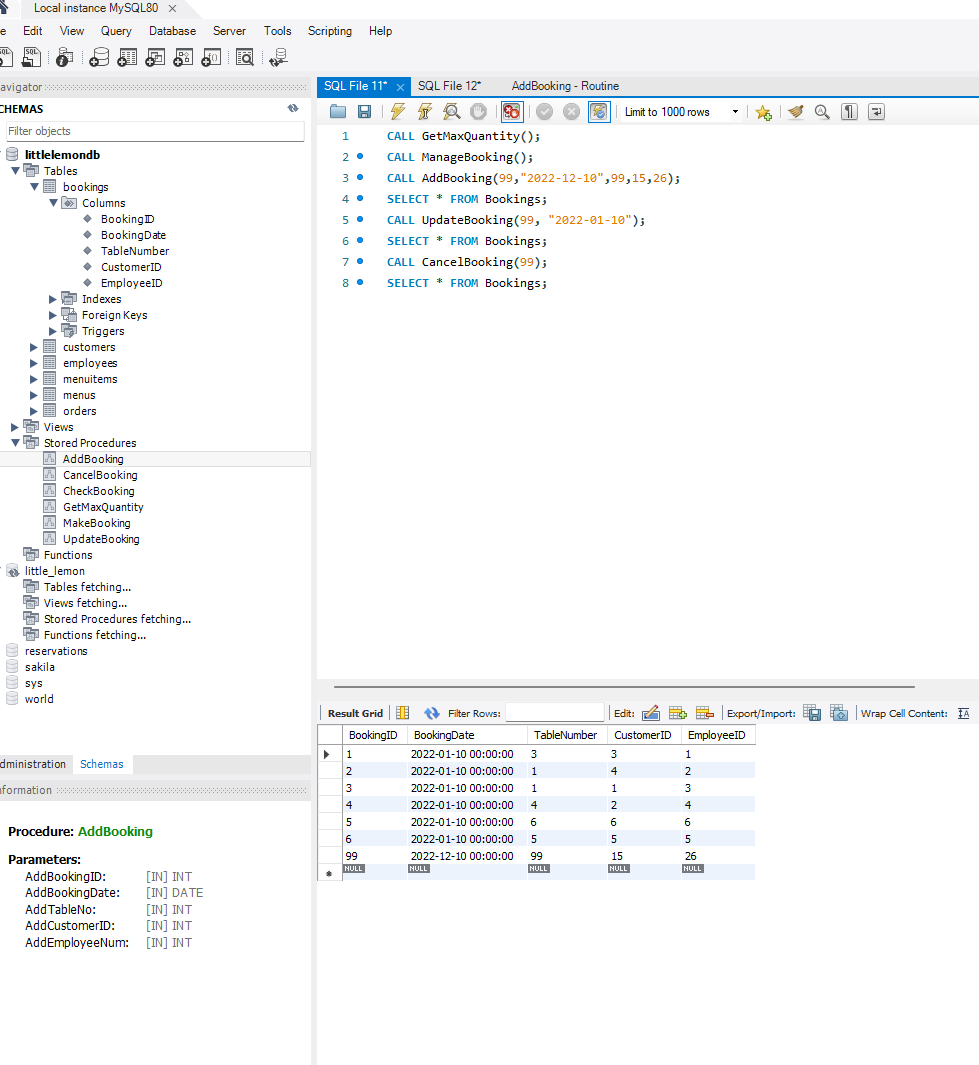 Local instance MySQL80
e Edit View Query Database Server Tools Scripting Help
SQL SQL
avigator
CHEMAS
Filter objects
littlelemondb
Tables
bookings
Columns
BookingID
BookingDate
TableNumber
CustomerID
EmployeeID
Indexes
Foreign Keys
Triggers
customers
employees
menuitems
menus
orders
Views
Stored Procedures
AddBooking
CancelBooking
CheckBooking
GetMaxQuantity
MakeBooking
UpdateBooking
Functions
little_lemon
Tables fetching...
Views fetching...
Stored Procedures fetching...
Functions fetching...
reservations
sakila
sys
world
dministration Schemas
nformation
Procedure: AddBooking
Parameters:
AddBookingID: [IN] INT
AddBookingDate: [IN] DATE
AddTableNo: [IN] INT
AddCustomerID: [IN] INT
AddEmployeeNum: [IN] INT
SQL File 11* SQL File 12* AddBooking - Routine
Limit to 1000 rows
1 CALL GetMaxQuantity();
2 CALL ManageBooking();
3 CALL AddBooking(99,"2022-12-10",99,15,26);
4 SELECT * FROM Bookings;
5 CALL UpdateBooking(99, "2022-01-10");
6 SELECT * FROM Bookings;
7 CALL CancelBooking(99);
8 SELECT * FROM Bookings;
Result Grid Filter Rows: Edit: Export/Import: Wrap Cell Content: IA
BookingID BookingDate TableNumber CustomerID EmployeeID
1 2022-01-10 00:00:00 3 3 1
2 2022-01-10 00:00:00 1 4 2
3 2022-01-10 00:00:00 1 1 3
4 2022-01-10 00:00:00 4 2 4
5 2022-01-10 00:00:00 6 6 6
6 2022-01-10 00:00:00 5 5 5
99 2022-12-10 00:00:00 99 15 26
NULL NULL NULL NULL NULL